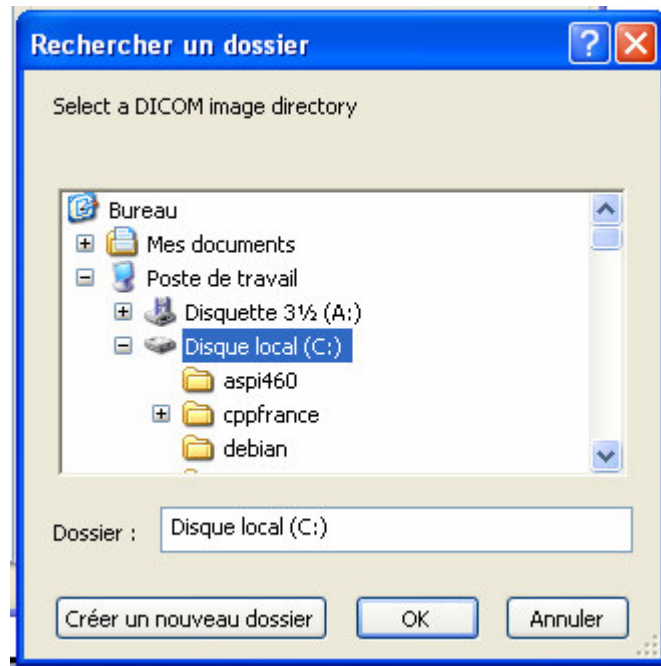 Rechercher un dossier
Select a DICOM image directory
Bureau
Mes documents
Poste de travail
Disquette 3½ (A:)
Disque local (C:)
aspi460
cppfrance
debian
Dossier : Disque local (C:)
Créer un nouveau dossier OK Annuler